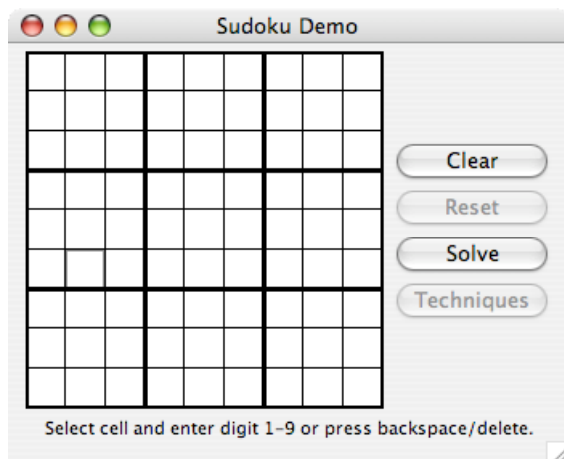 Sudoku Demo
Clear
Reset
Solve
Techniques
Select cell and enter digit 1–9 or press backspace/delete.